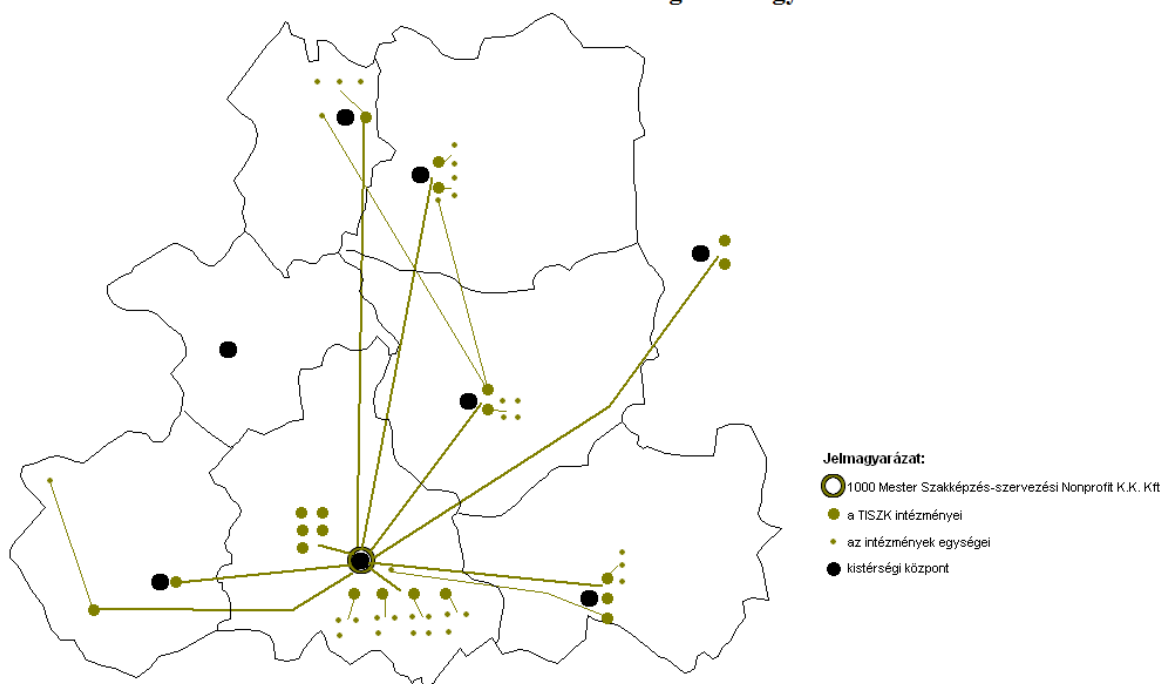 Jelmagyarázat:
1000 Mester Szakképzés-szervezési Nonprofit K.K. Kft
a TISZK intézményei
az intézmények egységei
kistérségi központ